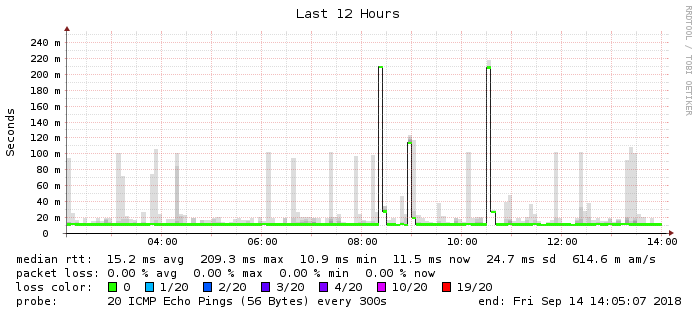 Last 12 Hours
RRDTOOL / TOBI OETIKER
Seconds
240 m
220 m
200 m
180 m
160 m
140 m
120 m
100 m
80 m
60 m
40 m
20 m
0
04:00 06:00 08:00 10:00 12:00 14:00
median rtt: 15.2 ms avg 209.3 ms max 10.9 ms min 11.5 ms now 24.7 ms sd 614.6 m am/s
packet loss: 0.00 % avg 0.00 % max 0.00 % min 0.00 % now
loss color: 0 1/20 2/20 3/20 4/20 10/20 19/20
probe: 20 ICMP Echo Pings (56 Bytes) every 300s end: Fri Sep 14 14:05:07 2018